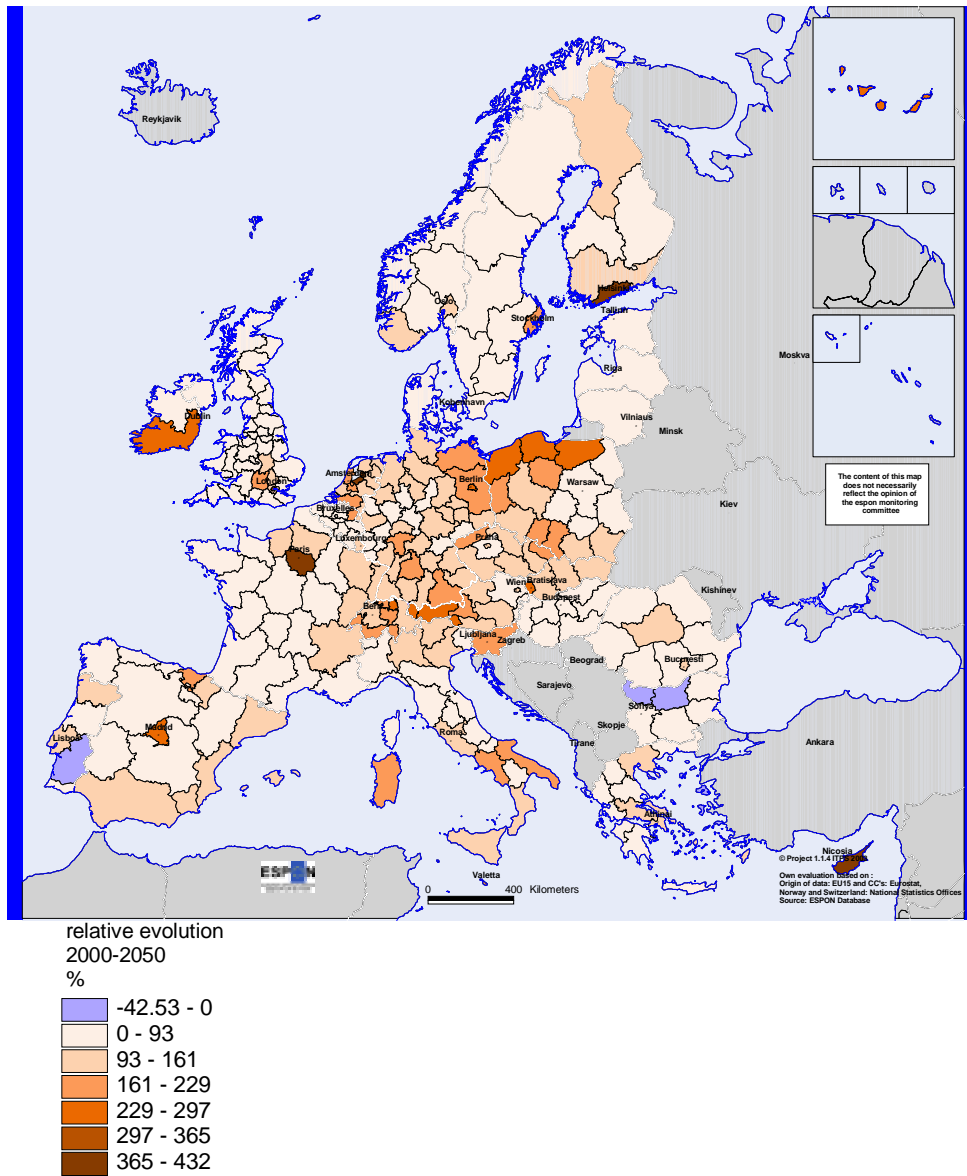 Reykjavik
Oslo
Helsinki
Stockholm
Tallinn
Moskva
Riga
København
Dublin
Vilniaus
Minsk
Amsterdam
Berlin
London
Warsaw
The content of this map
does not necessarily
reflect the opinion of
the espon monitoring
committee
Bruxelles
Kiev
Luxembourg
Praha
Paris
Wien
Bratislava
Kishinev
Bern
Budapest
Ljubljana
Zagreb
Beograd
Bucuresti
Sarajevo
Sofiya
Madrid
Roma
Skopje
Lisboa
Tirane
Ankara
Athinai
Nicosia
Valetta
ESPON
0 400 Kilometers
© Project 1.1.4 ITPS
Own evaluation based on :
Origin of data: EU15 and CC's: Eurostat,
Norway and Switzerland: National Statistics Offices
Source: ESPON Database
relative evolution
2000-2050
%
-42.53 - 0
0 - 93
93 - 161
161 - 229
229 - 297
297 - 365
365 - 432